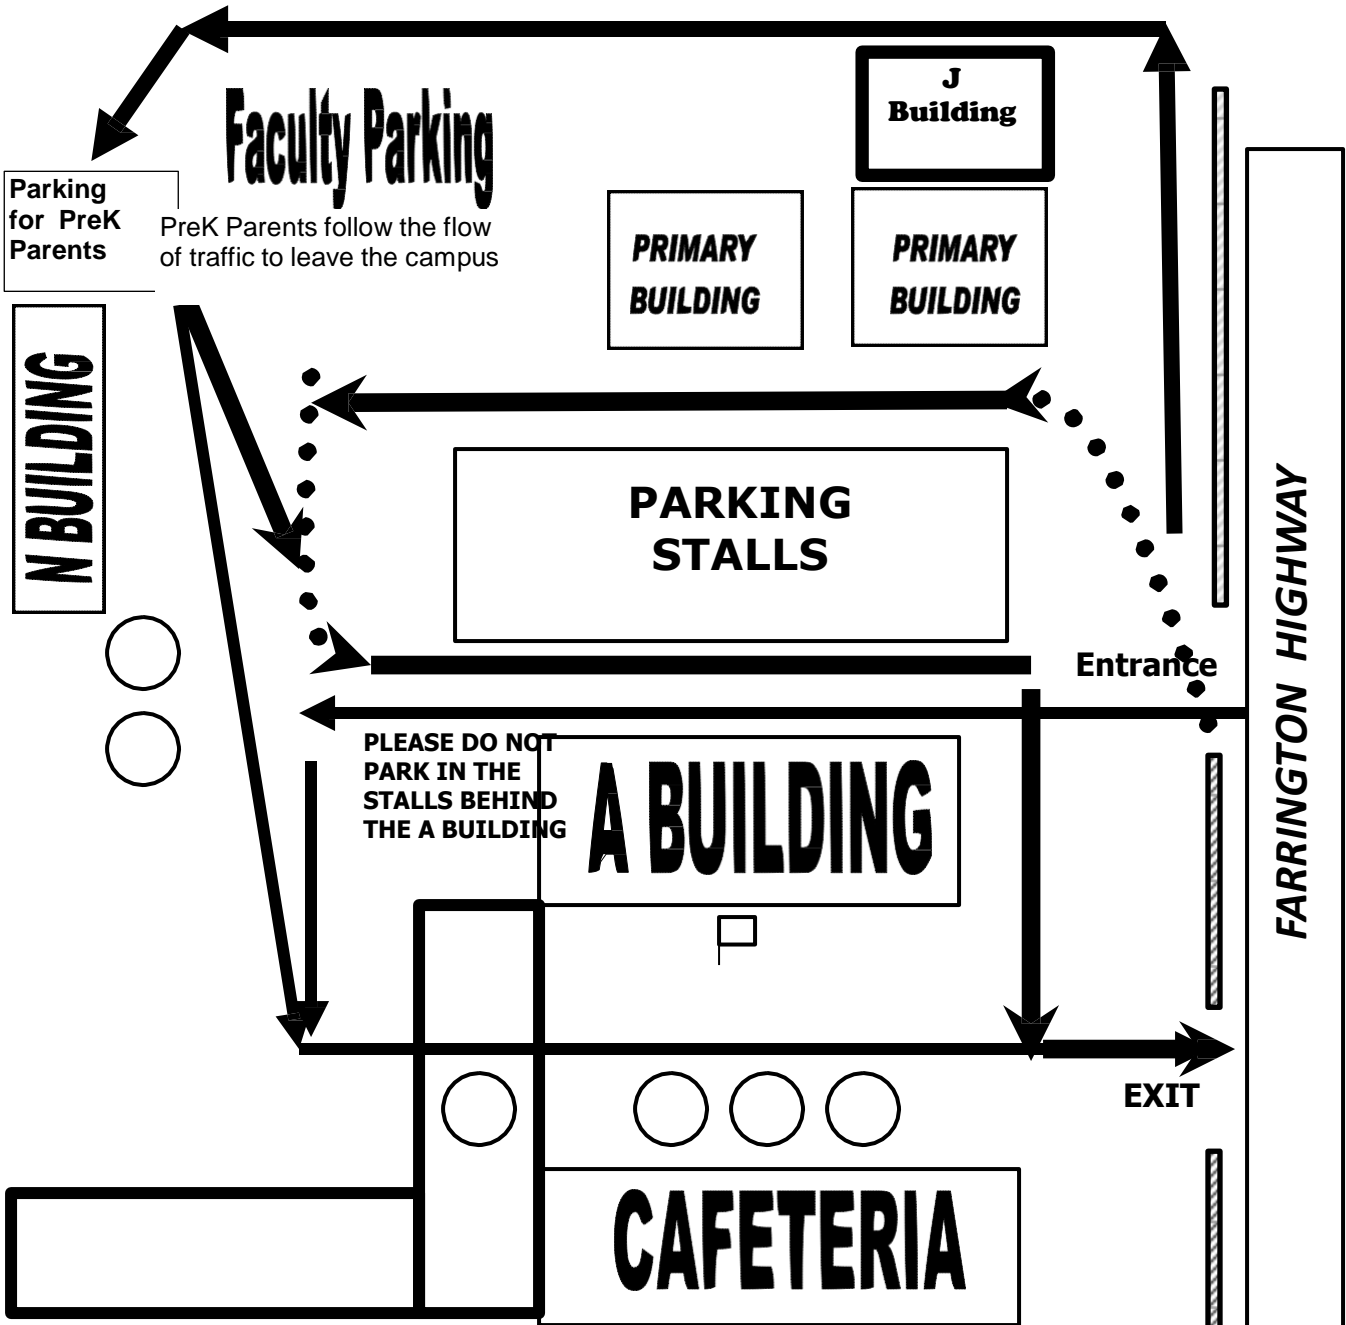 J
Building
Faculty Parking
Parking
for PreK
Parents
PreK Parents follow the flow
of traffic to leave the campus
PRIMARY
BUILDING
PRIMARY
BUILDING
N BUILDING
PARKING
STALLS
FARRINGTON HIGHWAY
Entrance
PLEASE DO NOT
PARK IN THE
STALLS BEHIND
THE A BUILDING
A BUILDING
EXIT
CAFETERIA